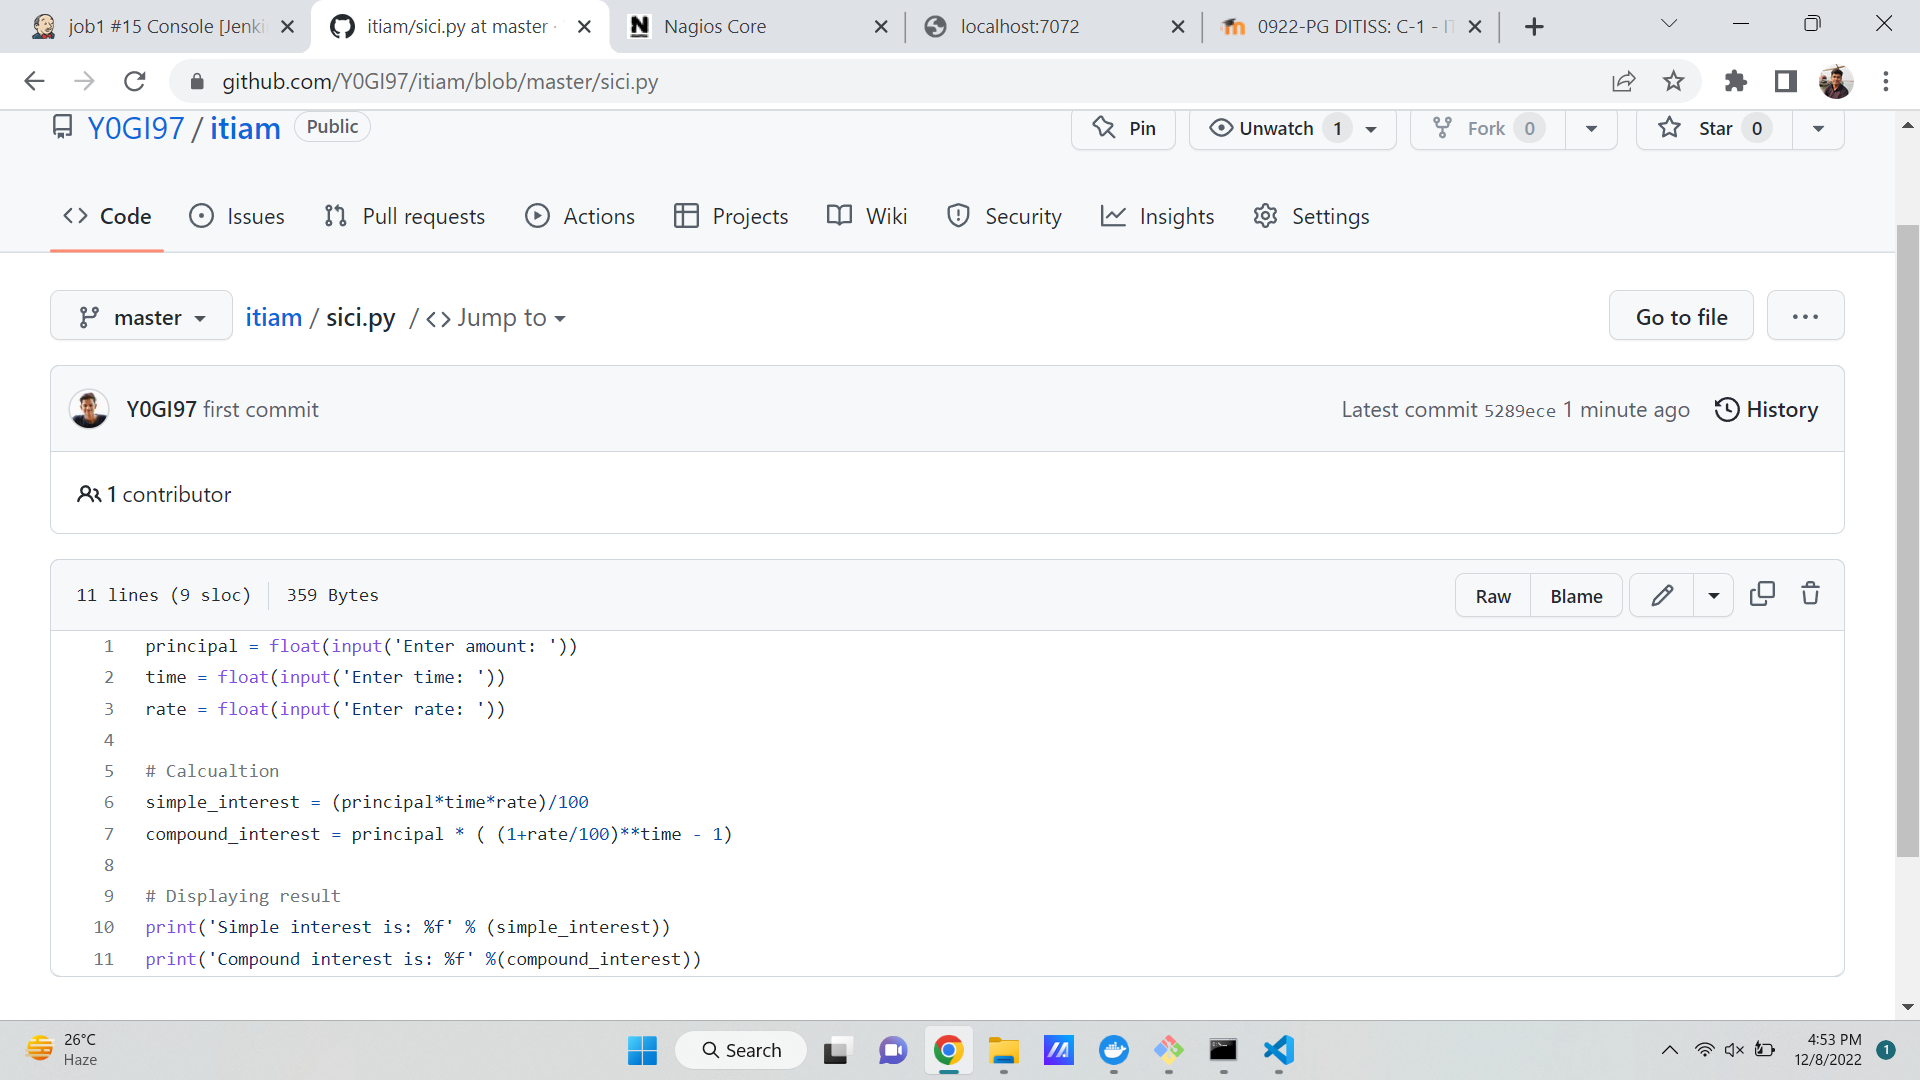 job1 #15 Console [Jenki
itiam/sici.py at master ·
Nagios Core
localhost:7072
0922-PG DITISS: C-1 - IT
github.com/Y0GI97/itiam/blob/master/sici.py
Y0GI97 / itiam Public
Pin
Unwatch 1
Fork 0
Star 0
Code
Issues
Pull requests
Actions
Projects
Wiki
Security
Insights
Settings
master
itiam / sici.py / <> Jump to
Go to file
...
Y0GI97 first commit
Latest commit 5289ece 1 minute ago
History
1 contributor
11 lines (9 sloc) 359 Bytes
Raw
Blame
1 principal = float(input('Enter amount: '))
2 time = float(input('Enter time: '))
3 rate = float(input('Enter rate: '))
4
5 # Calcualtion
6 simple_interest = (principal*time*rate)/100
7 compound_interest = principal * ( (1+rate/100)**time - 1)
8
9 # Displaying result
10 print('Simple interest is: %f' % (simple_interest))
11 print('Compound interest is: %f' %(compound_interest))
26°C
Haze
Search
4:53 PM
12/8/2022
1